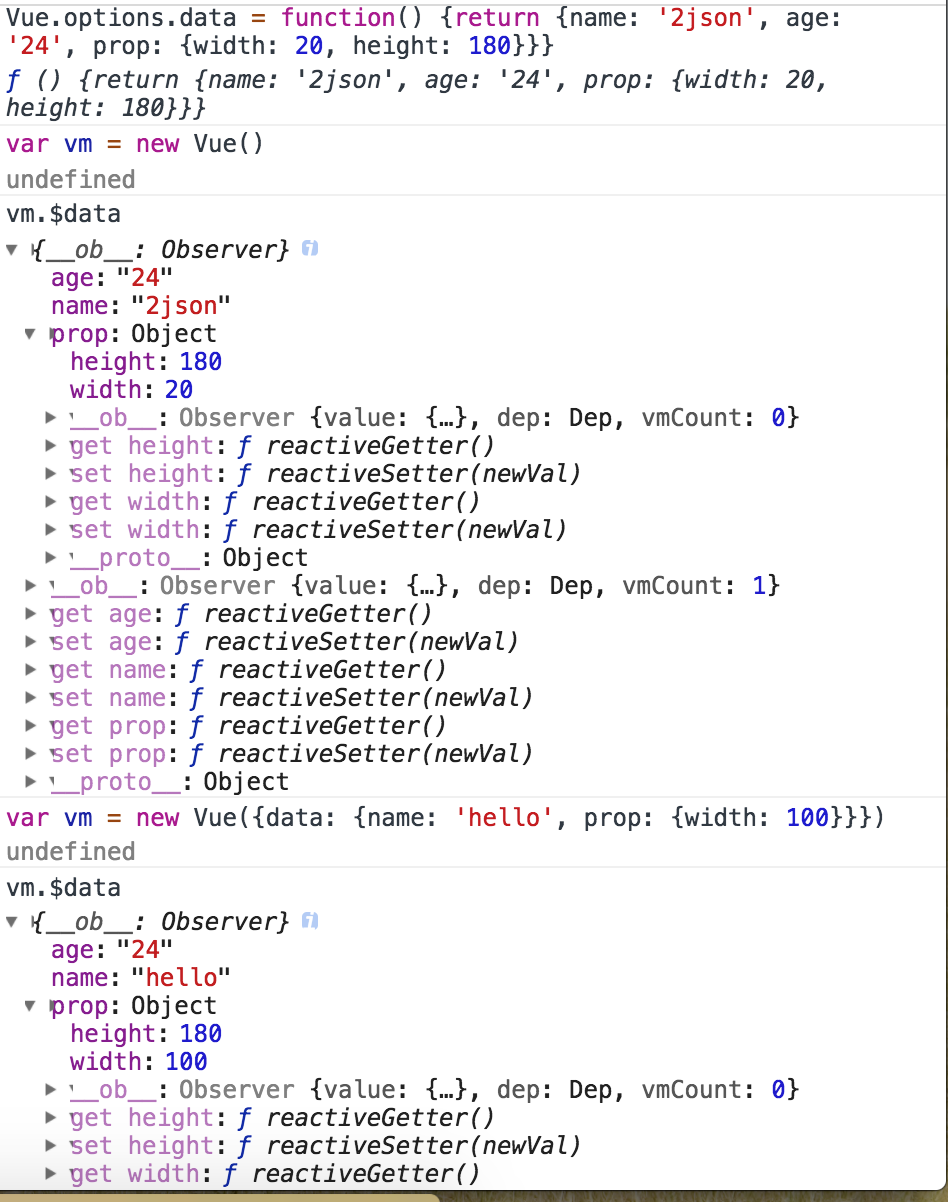 Vue.options.data = function() {return {name: '2json', age:
'24', prop: {width: 20, height: 180}}}
ƒ () {return {name: '2json', age: '24', prop: {width: 20,
height: 180}}}
var vm = new Vue()
undefined
vm.$data
{__ob__: Observer}
age: "24"
name: "2json"
prop: Object
height: 180
width: 20
__ob__: Observer {value: {…}, dep: Dep, vmCount: 0}
get height: ƒ reactiveGetter()
set height: ƒ reactiveSetter(newVal)
get width: ƒ reactiveGetter()
set width: ƒ reactiveSetter(newVal)
__proto__: Object
__ob__: Observer {value: {…}, dep: Dep, vmCount: 1}
get age: ƒ reactiveGetter()
set age: ƒ reactiveSetter(newVal)
get name: ƒ reactiveGetter()
set name: ƒ reactiveSetter(newVal)
get prop: ƒ reactiveGetter()
set prop: ƒ reactiveSetter(newVal)
__proto__: Object
var vm = new Vue({data: {name: 'hello', prop: {width: 100}}})
undefined
vm.$data
{__ob__: Observer}
age: "24"
name: "hello"
prop: Object
height: 180
width: 100
__ob__: Observer {value: {…}, dep: Dep, vmCount: 0}
get height: ƒ reactiveGetter()
set height: ƒ reactiveSetter(newVal)
get width: ƒ reactiveGetter()